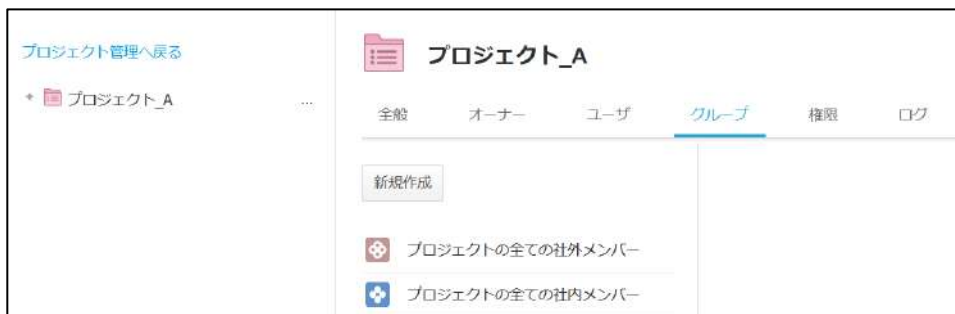 プロジェクト管理へ戻る
プロジェクト_A
...
プロジェクト_A
全般 オーナー ユーザ グループ 権限 ログ
新規作成
プロジェクトの全ての社外メンバー
プロジェクトの全ての社内メンバー